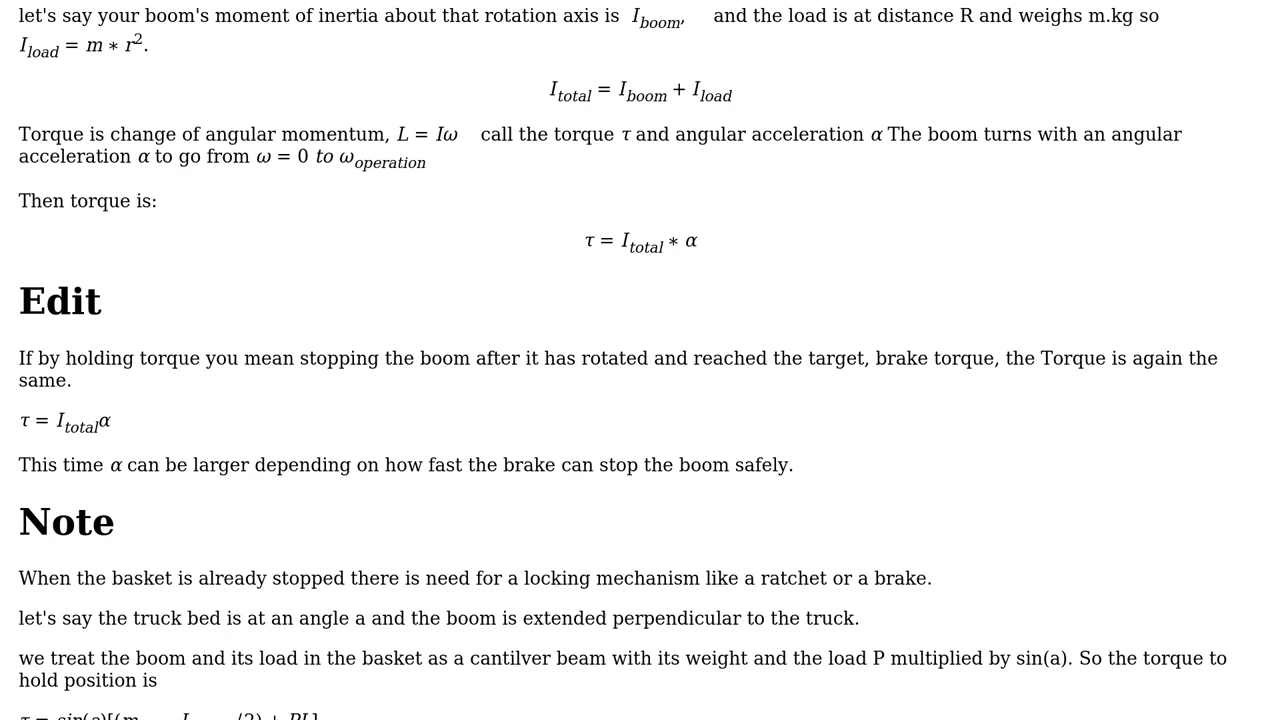 let's say your boom's moment of inertia about that rotation axis is I_boom, and the load is at distance R and weighs m.kg so
I_load = m ∗ r².
I_total = I_boom + I_load
Torque is change of angular momentum, L = Iω call the torque τ and angular acceleration α The boom turns with an angular
acceleration α to go from ω = 0 to ω_operation
Then torque is:
τ = I_total ∗ α
Edit
If by holding torque you mean stopping the boom after it has rotated and reached the target, brake torque, the Torque is again the
same.
τ = I_totalα
This time α can be larger depending on how fast the brake can stop the boom safely.
Note
When the basket is already stopped there is need for a locking mechanism like a ratchet or a brake.
let's say the truck bed is at an angle a and the boom is extended perpendicular to the truck.
we treat the boom and its load in the basket as a cantilver beam with its weight and the load P multiplied by sin(a). So the torque to
hold position is
τ = sin(a)[(m L /2) + PL]